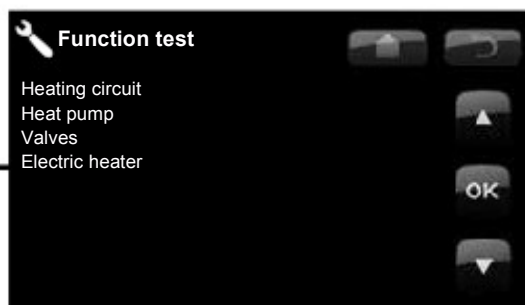 Function test
Heating circuit
Heat pump
Valves
Electric heater
OK